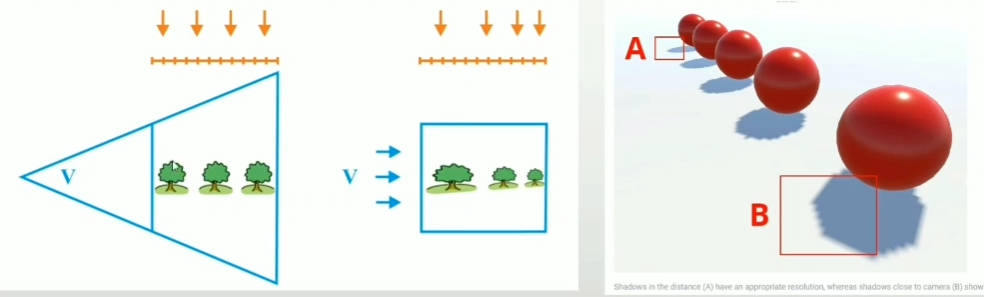 V
V
A
B
Shadows in the distance (A) have an appropriate resolution, whereas shadows close to camera (B) show